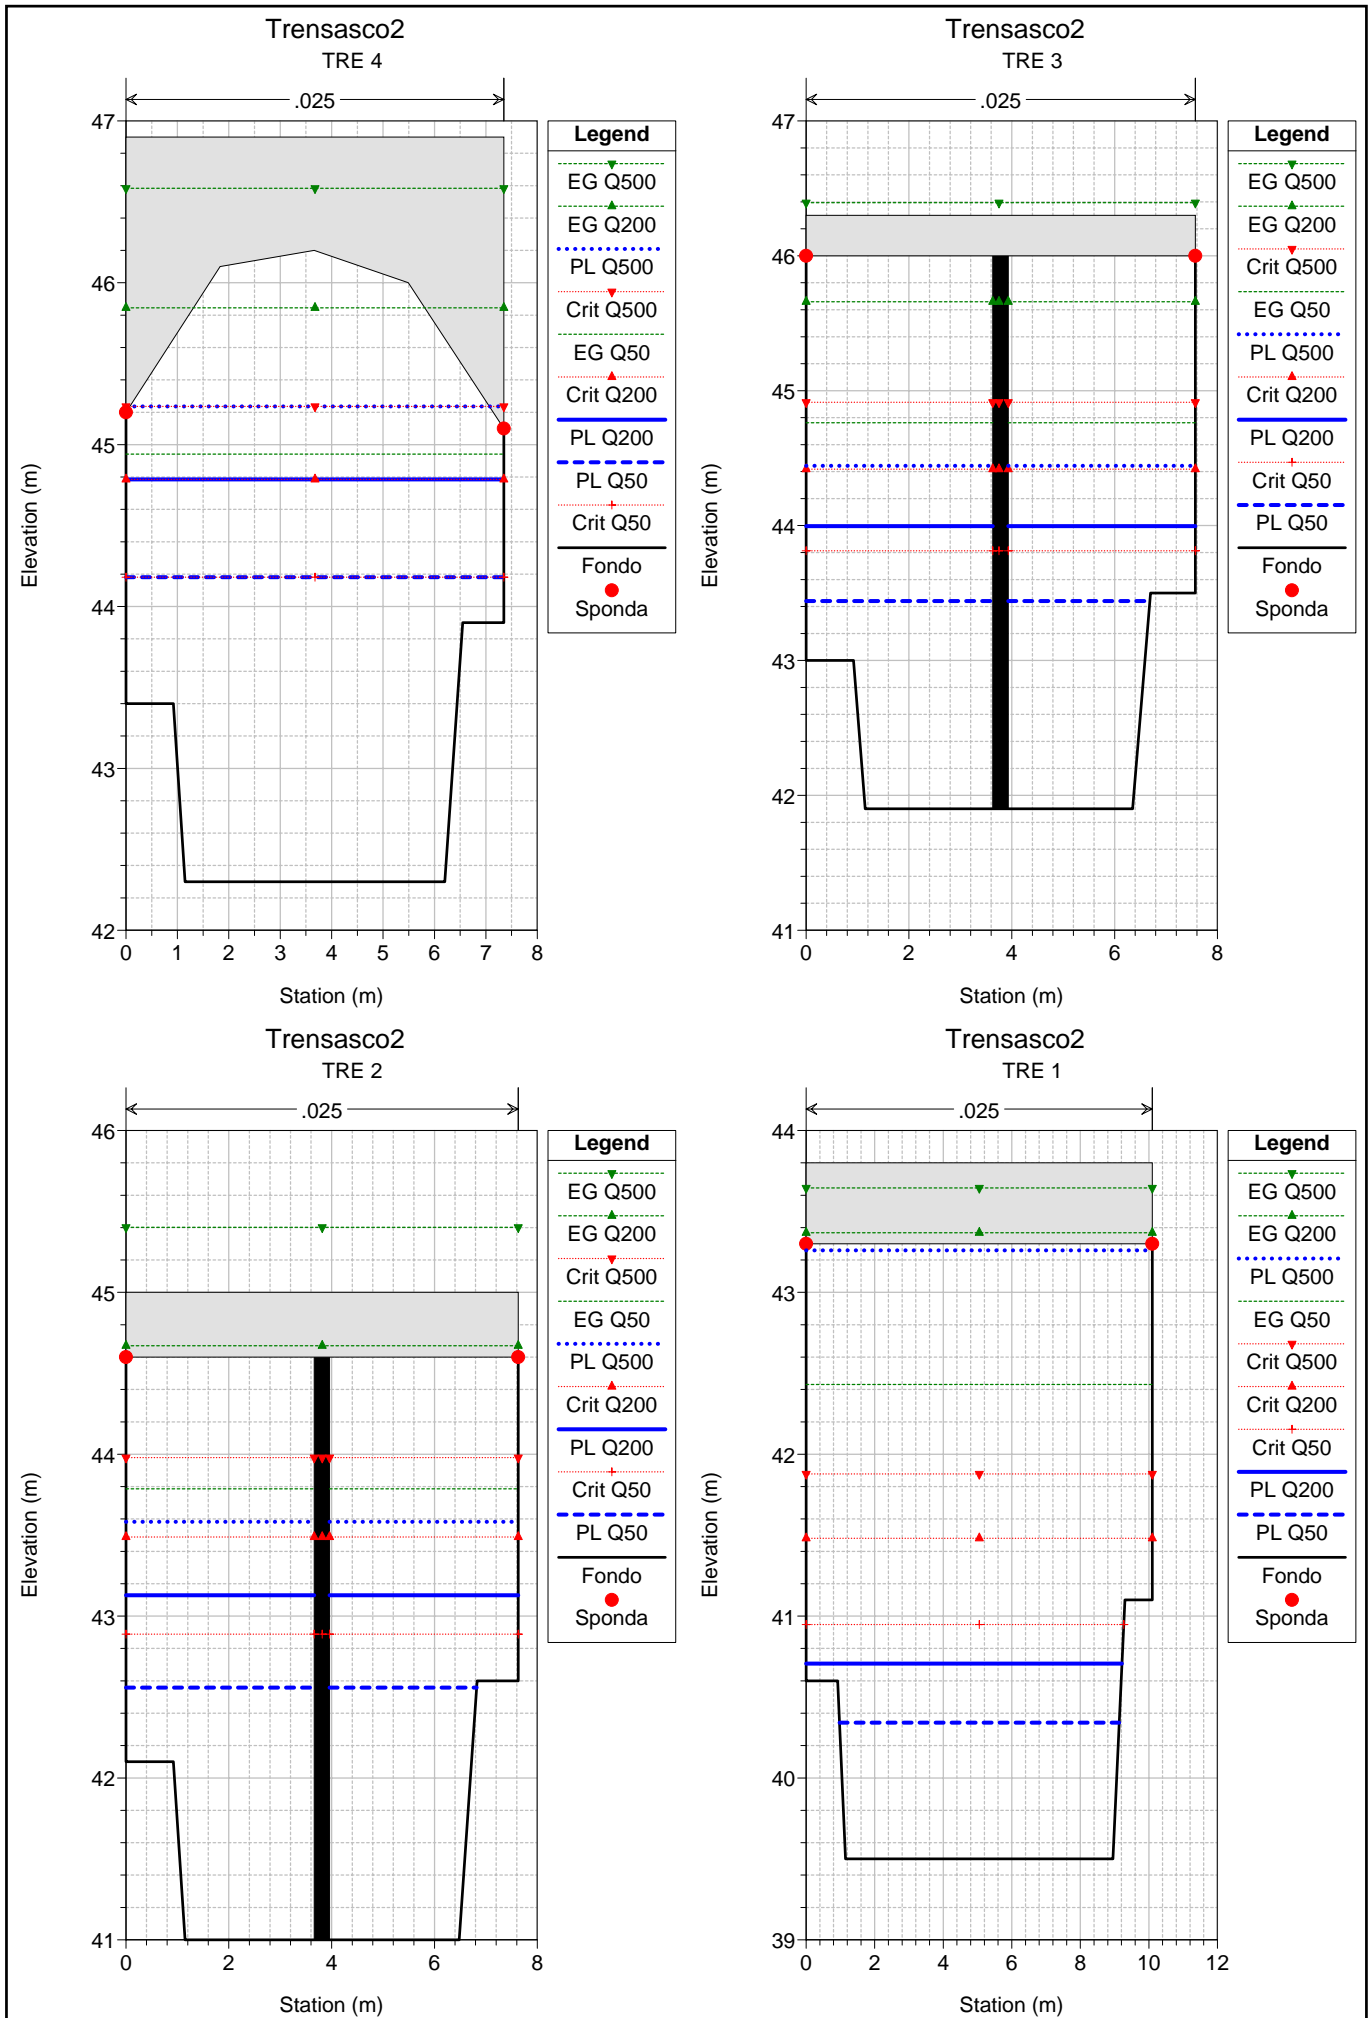 Trensasco2
TRE 4
.025
47
46
45
44
43
42
Elevation (m)
0 1 2 3 4 5 6 7 8
Station (m)
Legend
EG Q500
EG Q200
PL Q500
Crit Q500
EG Q50
Crit Q200
PL Q200
PL Q50
Crit Q50
Fondo
Sponda
Trensasco2
TRE 3
.025
47
46
45
44
43
42
41
Elevation (m)
0 2 4 6 8
Station (m)
Legend
EG Q500
EG Q200
Crit Q500
EG Q50
PL Q500
Crit Q200
PL Q200
Crit Q50
PL Q50
Fondo
Sponda
Trensasco2
TRE 2
.025
46
45
44
43
42
41
Elevation (m)
0 2 4 6 8
Station (m)
Legend
EG Q500
EG Q200
Crit Q500
EG Q50
PL Q500
Crit Q200
PL Q200
Crit Q50
PL Q50
Fondo
Sponda
Trensasco2
TRE 1
.025
44
43
42
41
40
39
Elevation (m)
0 2 4 6 8 10 12
Station (m)
Legend
EG Q500
EG Q200
PL Q500
EG Q50
Crit Q500
Crit Q200
Crit Q50
PL Q200
PL Q50
Fondo
Sponda